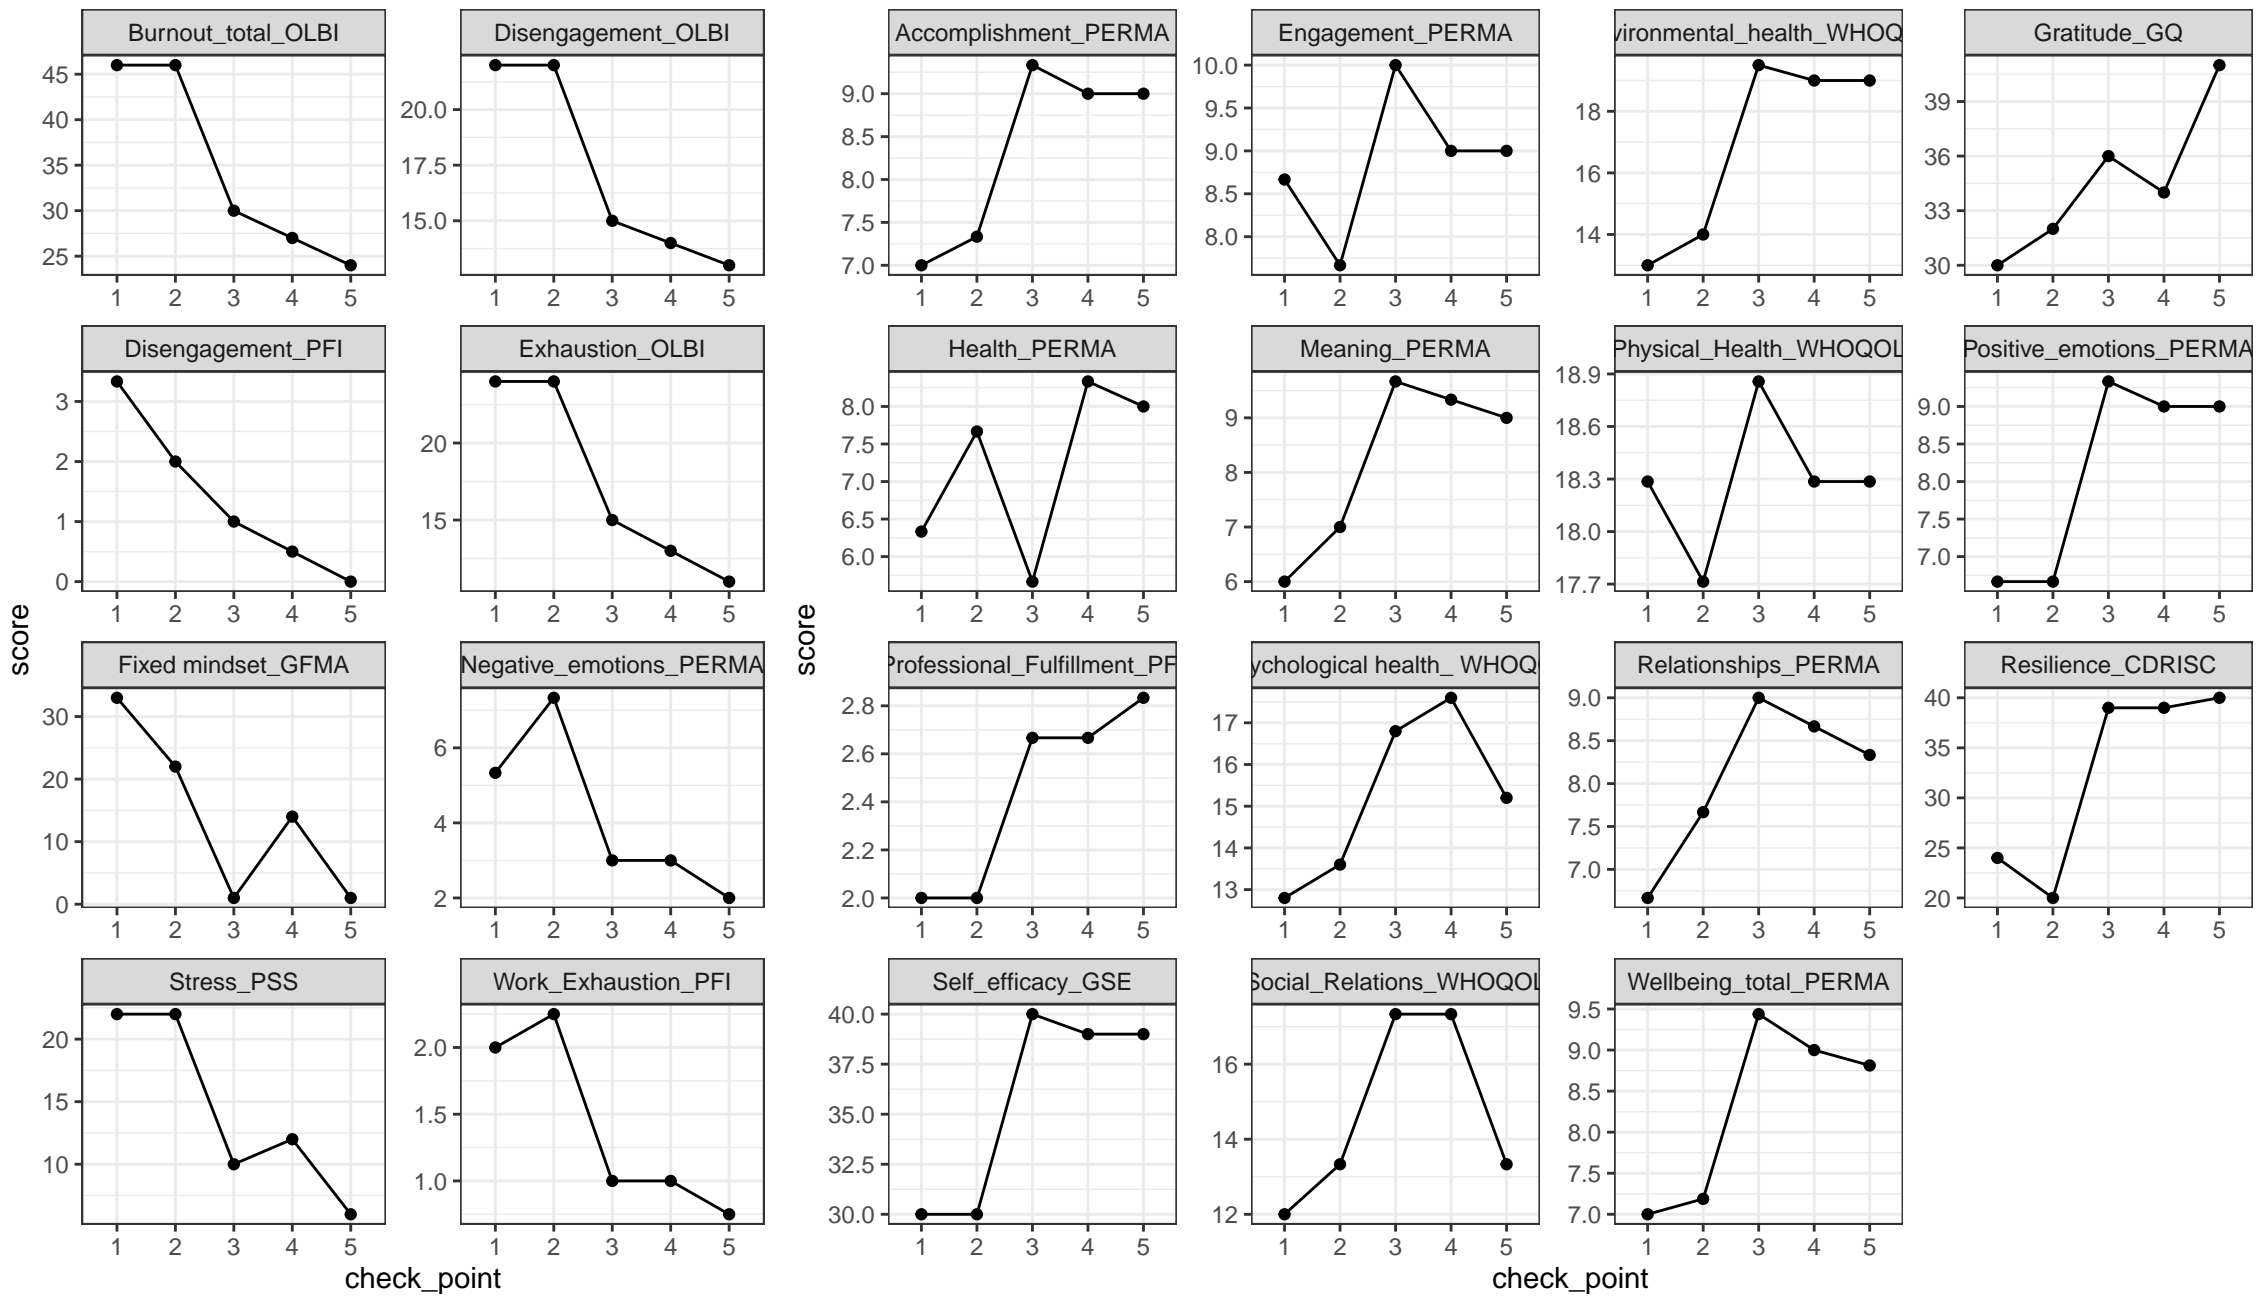 Burnout_total_OLBI
Disengagement_OLBI
Accomplishment_PERMA
Engagement_PERMA
vironmental_health_WHOQ
Gratitude_GQ
45
40
35
30
25
1 2 3 4 5
20.0
17.5
15.0
1 2 3 4 5
9.0
8.5
8.0
7.5
7.0
1 2 3 4 5
10.0
9.5
9.0
8.5
8.0
1 2 3 4 5
18
16
14
1 2 3 4 5
39
36
33
30
1 2 3 4 5
Disengagement_PFI
Exhaustion_OLBI
Health_PERMA
Meaning_PERMA
Physical_Health_WHOQOL
Positive_emotions_PERMA
3
2
1
0
1 2 3 4 5
20
15
1 2 3 4 5
8.0
7.5
7.0
6.5
6.0
1 2 3 4 5
9
8
7
6
1 2 3 4 5
18.9
18.6
18.3
18.0
17.7
1 2 3 4 5
9.0
8.5
8.0
7.5
7.0
1 2 3 4 5
score
score
Fixed mindset_GFMA
Negative_emotions_PERMA
Professional_Fulfillment_PF
ychological health_ WHOQ
Relationships_PERMA
Resilience_CDRISC
30
20
10
0
1 2 3 4 5
6
4
2
1 2 3 4 5
2.8
2.6
2.4
2.2
2.0
1 2 3 4 5
17
16
15
14
13
1 2 3 4 5
9.0
8.5
8.0
7.5
7.0
1 2 3 4 5
40
35
30
25
20
1 2 3 4 5
Stress_PSS
Work_Exhaustion_PFI
Self_efficacy_GSE
Social_Relations_WHOQOL
Wellbeing_total_PERMA
20
10
1 2 3 4 5
2.0
1.5
1.0
1 2 3 4 5
40.0
37.5
35.0
32.5
30.0
1 2 3 4 5
16
14
12
1 2 3 4 5
9.5
9.0
8.5
8.0
7.5
7.0
1 2 3 4 5
check_point
check_point